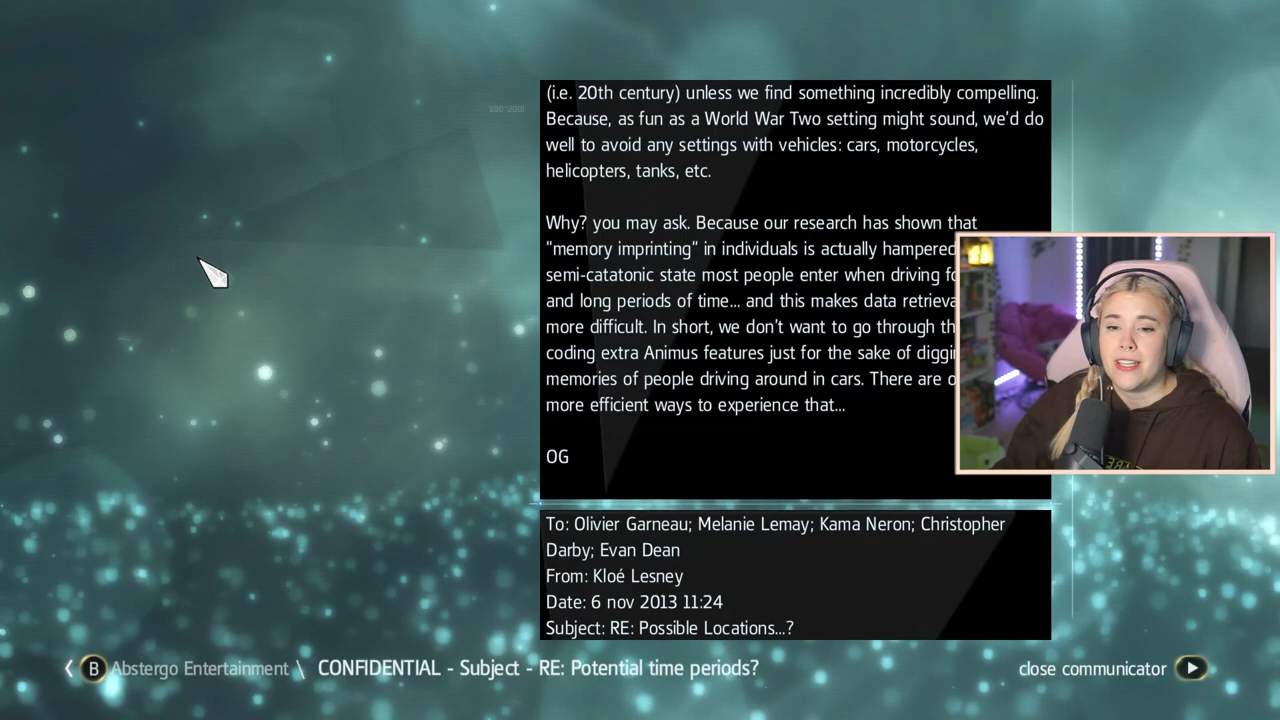 (i.e. 20th century) unless we find something incredibly compelling.
Because, as fun as a World War Two setting might sound, we'd do
well to avoid any settings with vehicles: cars, motorcycles,
helicopters, tanks, etc.
Why? you may ask. Because our research has shown that
“memory imprinting” in individuals is actually hampered
semi-catatonic state most people enter when driving
and long periods of time... and this makes data
more difficult. In short, we don't want to go through
coding extra Animus features just for the sake of
memories of people driving around in cars. There are
more efficient ways to experience that...
OG
To: Olivier Garneau; Melanie Lemay; Kama Neron; Christopher
Darby; Evan Dean
From: Kloé Lesney
Date: 6 nov 2013 11:24
Subject: RE: Possible Locations...?
B Abstergo Entertainment \ CONFIDENTIAL - Subject - RE: Potential time periods?
close communicator